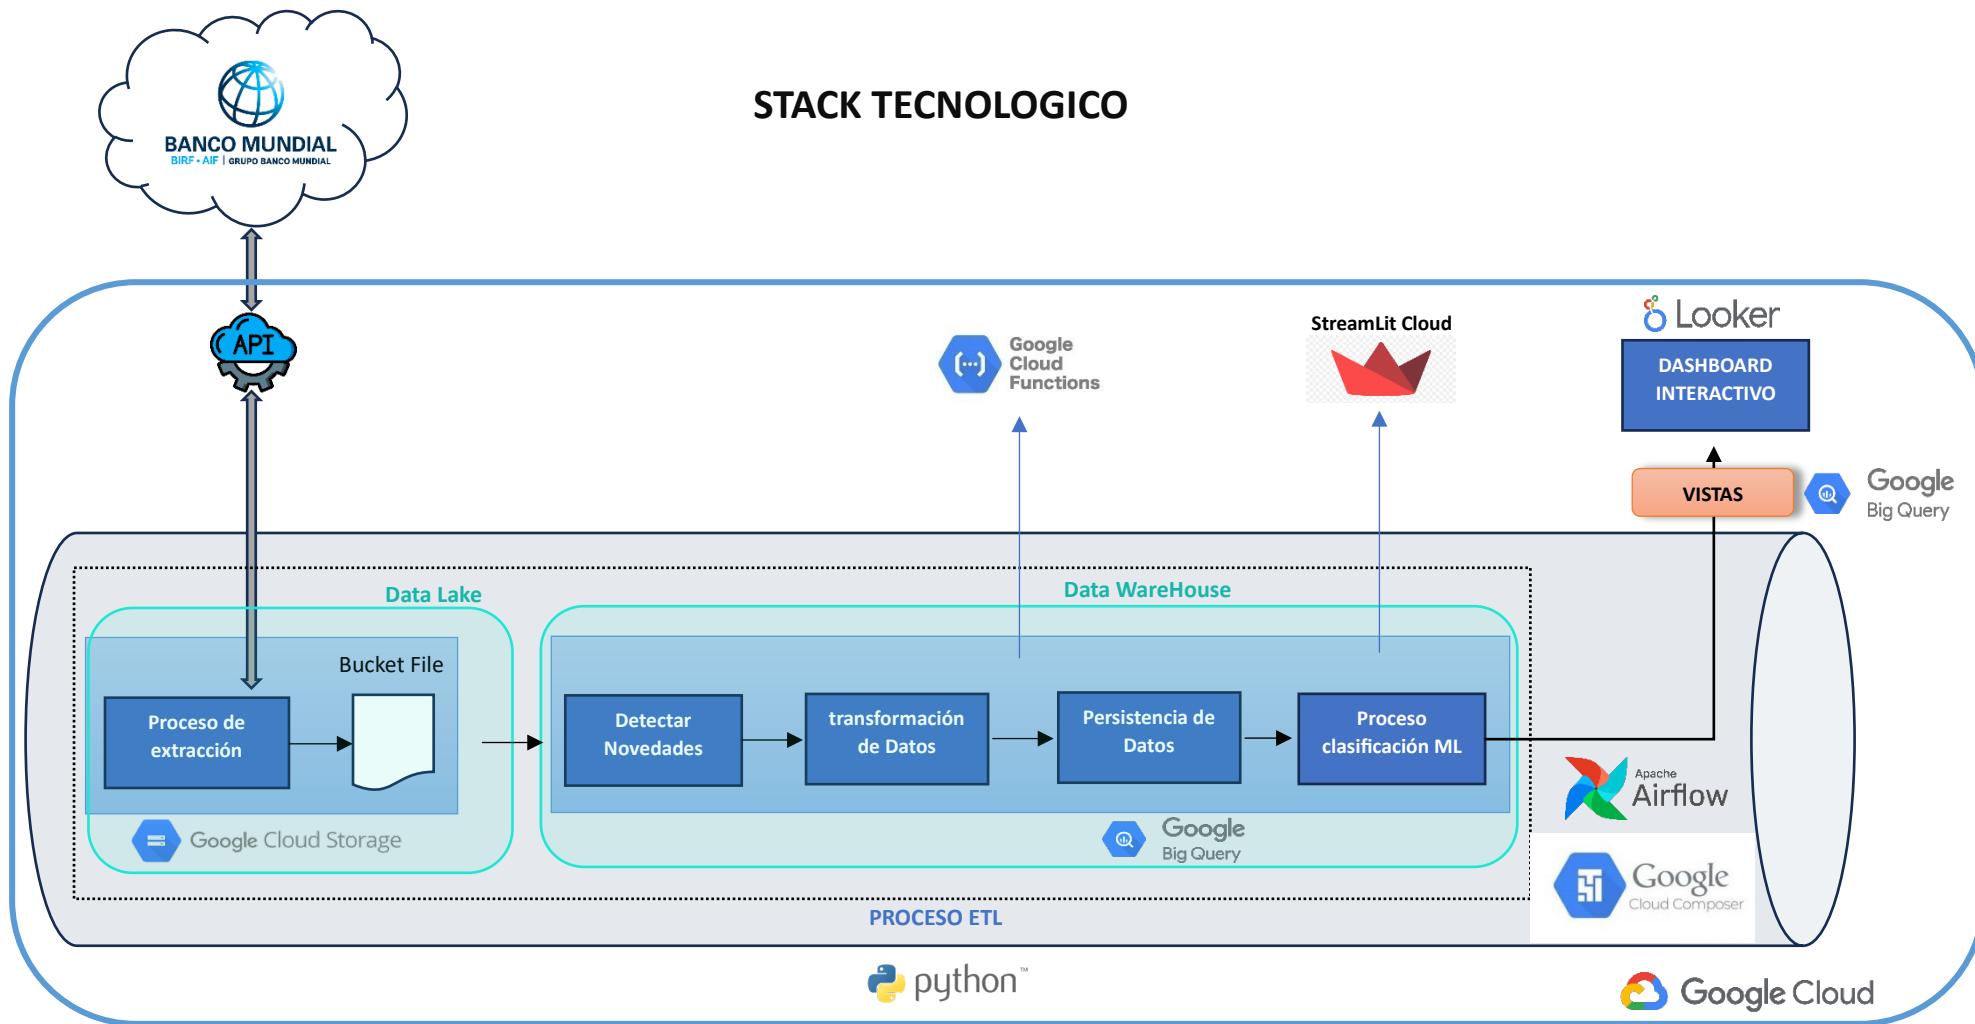 BANCO MUNDIAL
BIRF • AIF | GRUPO BANCO MUNDIAL
STACK TECNOLOGICO
API
Google
Cloud
Functions
StreamLit Cloud
Looker
DASHBOARD
INTERACTIVO
VISTAS
Google
Big Query
Data Lake
Data WareHouse
Bucket File
Proceso de
extracción
Detectar
Novedades
transformación
de Datos
Persistencia de
Datos
Proceso
clasificación ML
Google Cloud Storage
Google
Big Query
Apache
Airflow
Google
Cloud Composer
PROCESO ETL
python™
Google Cloud